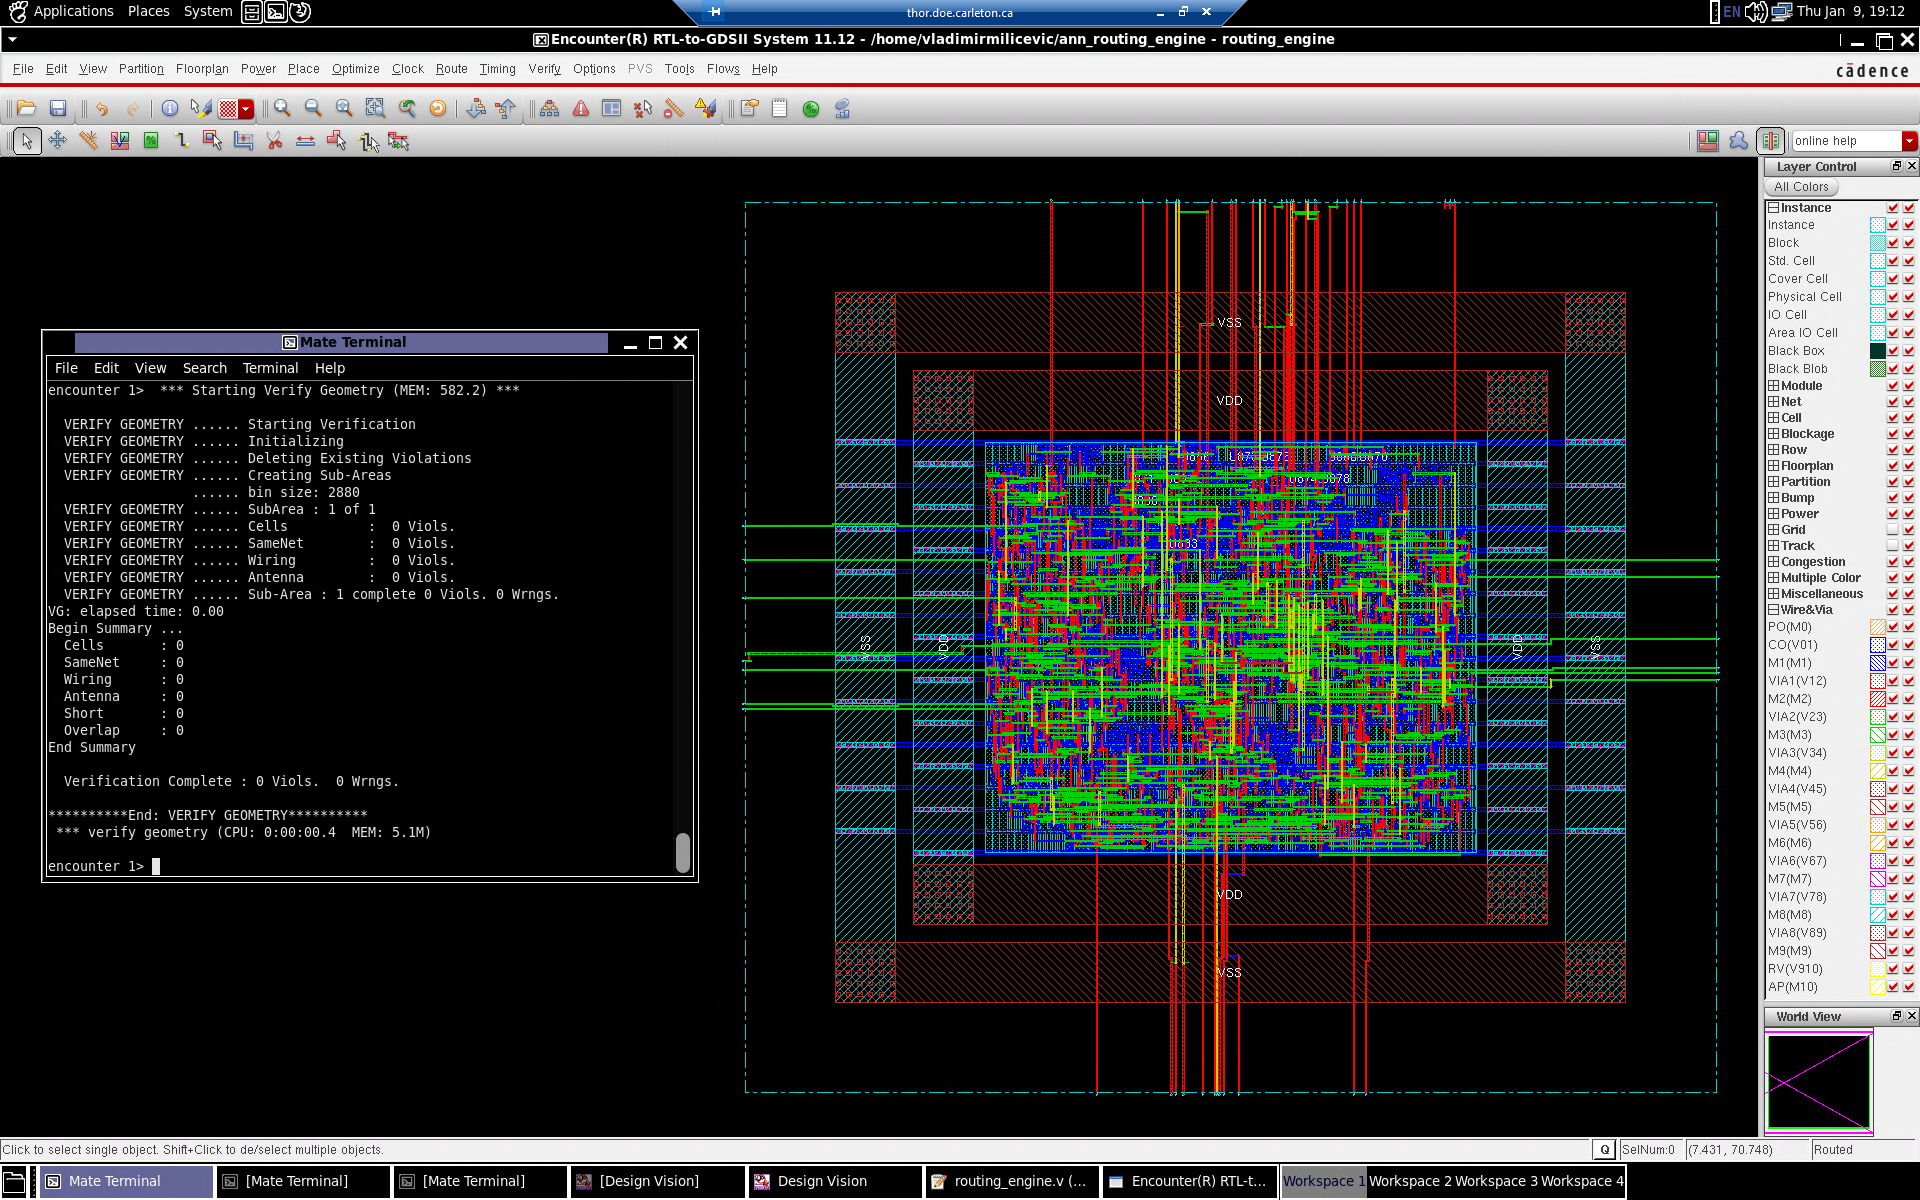 Applications Places System
thor.doe.carleton.ca
EN Thu Jan 9, 19:12
Encounter(R) RTL-to-GDSII System 11.12 - /home/vladimirmilicevic/ann_routing_engine - routing_engine
File Edit View Partition Floorplan Power Place Optimize Clock Route Timing Verify Options PVS Tools Flows Help
cādence
online help
Layer Control
All Colors
Instance
Instance
Block
Std. Cell
Cover Cell
Physical Cell
IO Cell
Area IO Cell
Black Box
Black Blob
Module
Net
Cell
Blockage
Row
Floorplan
Partition
Bump
Power
Grid
Track
Congestion
Multiple Color
Miscellaneous
Wire&Via
PO(M0)
CO(V01)
M1(M1)
VIA1(V12)
M2(M2)
VIA2(V23)
M3(M3)
VIA3(V34)
M4(M4)
VIA4(V45)
M5(M5)
VIA5(V56)
M6(M6)
VIA6(V67)
M7(M7)
VIA7(V78)
M8(M8)
VIA8(V89)
M9(M9)
RV(V910)
AP(M10)
World View
VSS
VDD
VSS
VDD
VDD
VSS
VDD
VSS
Mate Terminal
File Edit View Search Terminal Help
encounter 1> *** Starting Verify Geometry (MEM: 582.2) ***
VERIFY GEOMETRY ...... Starting Verification
VERIFY GEOMETRY ...... Initializing
VERIFY GEOMETRY ...... Deleting Existing Violations
VERIFY GEOMETRY ...... Creating Sub-Areas
...... bin size: 2880
VERIFY GEOMETRY ...... SubArea : 1 of 1
VERIFY GEOMETRY ...... Cells : 0 Viols.
VERIFY GEOMETRY ...... SameNet : 0 Viols.
VERIFY GEOMETRY ...... Wiring : 0 Viols.
VERIFY GEOMETRY ...... Antenna : 0 Viols.
VERIFY GEOMETRY ...... Sub-Area : 1 complete 0 Viols. 0 Wrngs.
VG: elapsed time: 0.00
Begin Summary ...
Cells : 0
SameNet : 0
Wiring : 0
Antenna : 0
Short : 0
Overlap : 0
End Summary
Verification Complete : 0 Viols. 0 Wrngs.
**********End: VERIFY GEOMETRY**********
*** verify geometry (CPU: 0:00:00.4 MEM: 5.1M)
encounter 1>
Click to select single object. Shift+Click to de/select multiple objects.
Q SelNum:0 (7.431, 70.748) Routed
Mate Terminal [Mate Terminal] [Mate Terminal] [Design Vision] Design Vision routing_engine.v (... Encounter(R) RTL-t... Workspace 1 Workspace 2 Workspace 3 Workspace 4